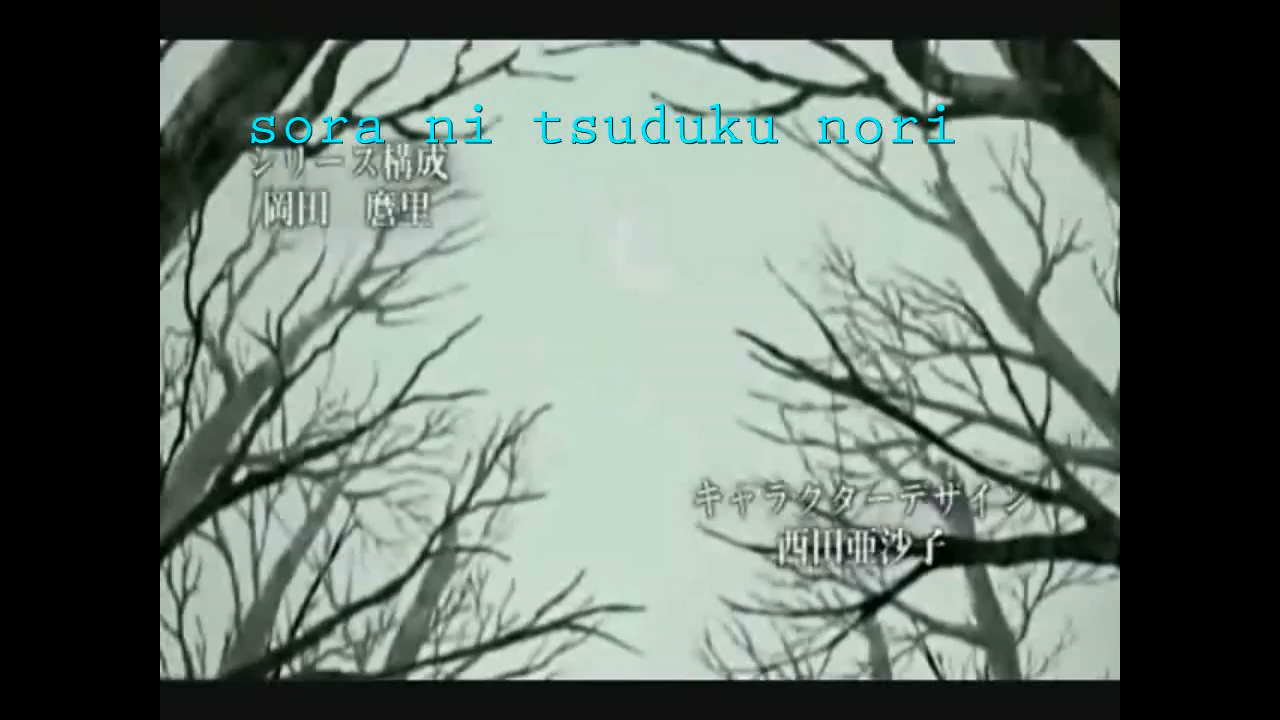 sora ni tsuduku nori
シリーズ構成
岡田 麿里
キャラクターデザイン
西田亜沙子